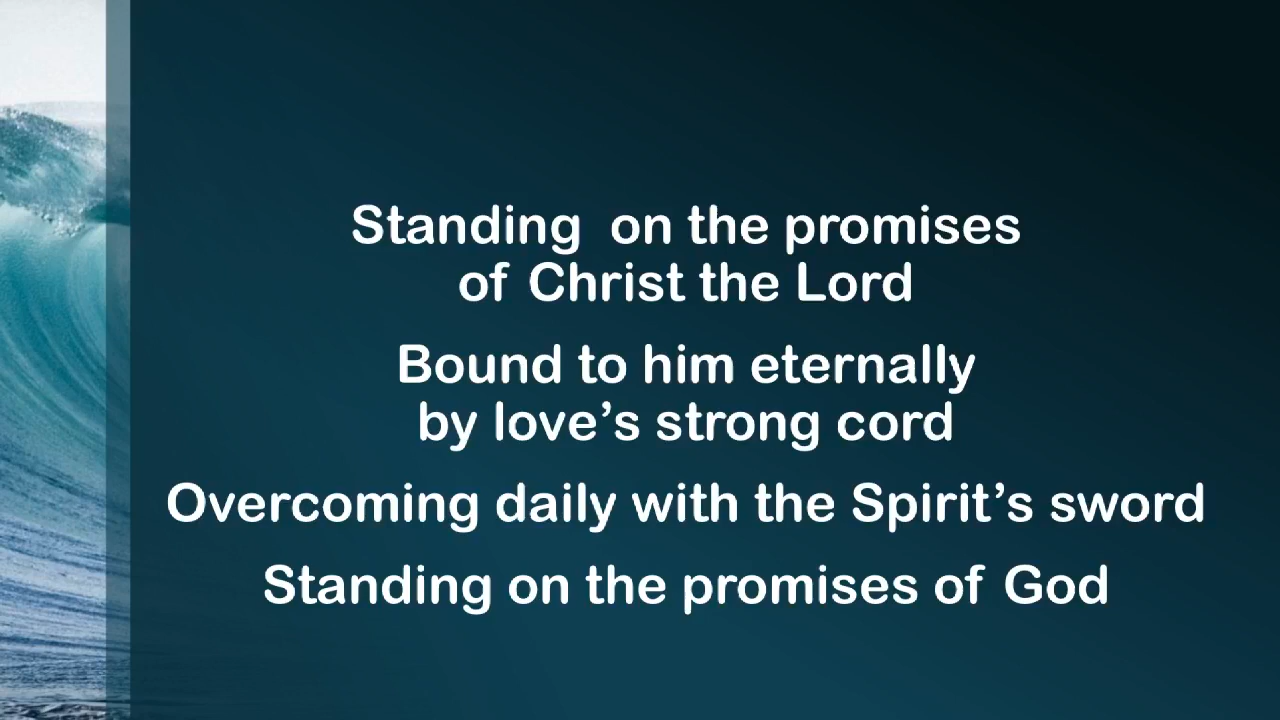 Standing  on the promises
of Christ the Lord
Bound to him eternally
by love’s strong cord
Overcoming daily with the Spirit’s sword
Standing on the promises of God